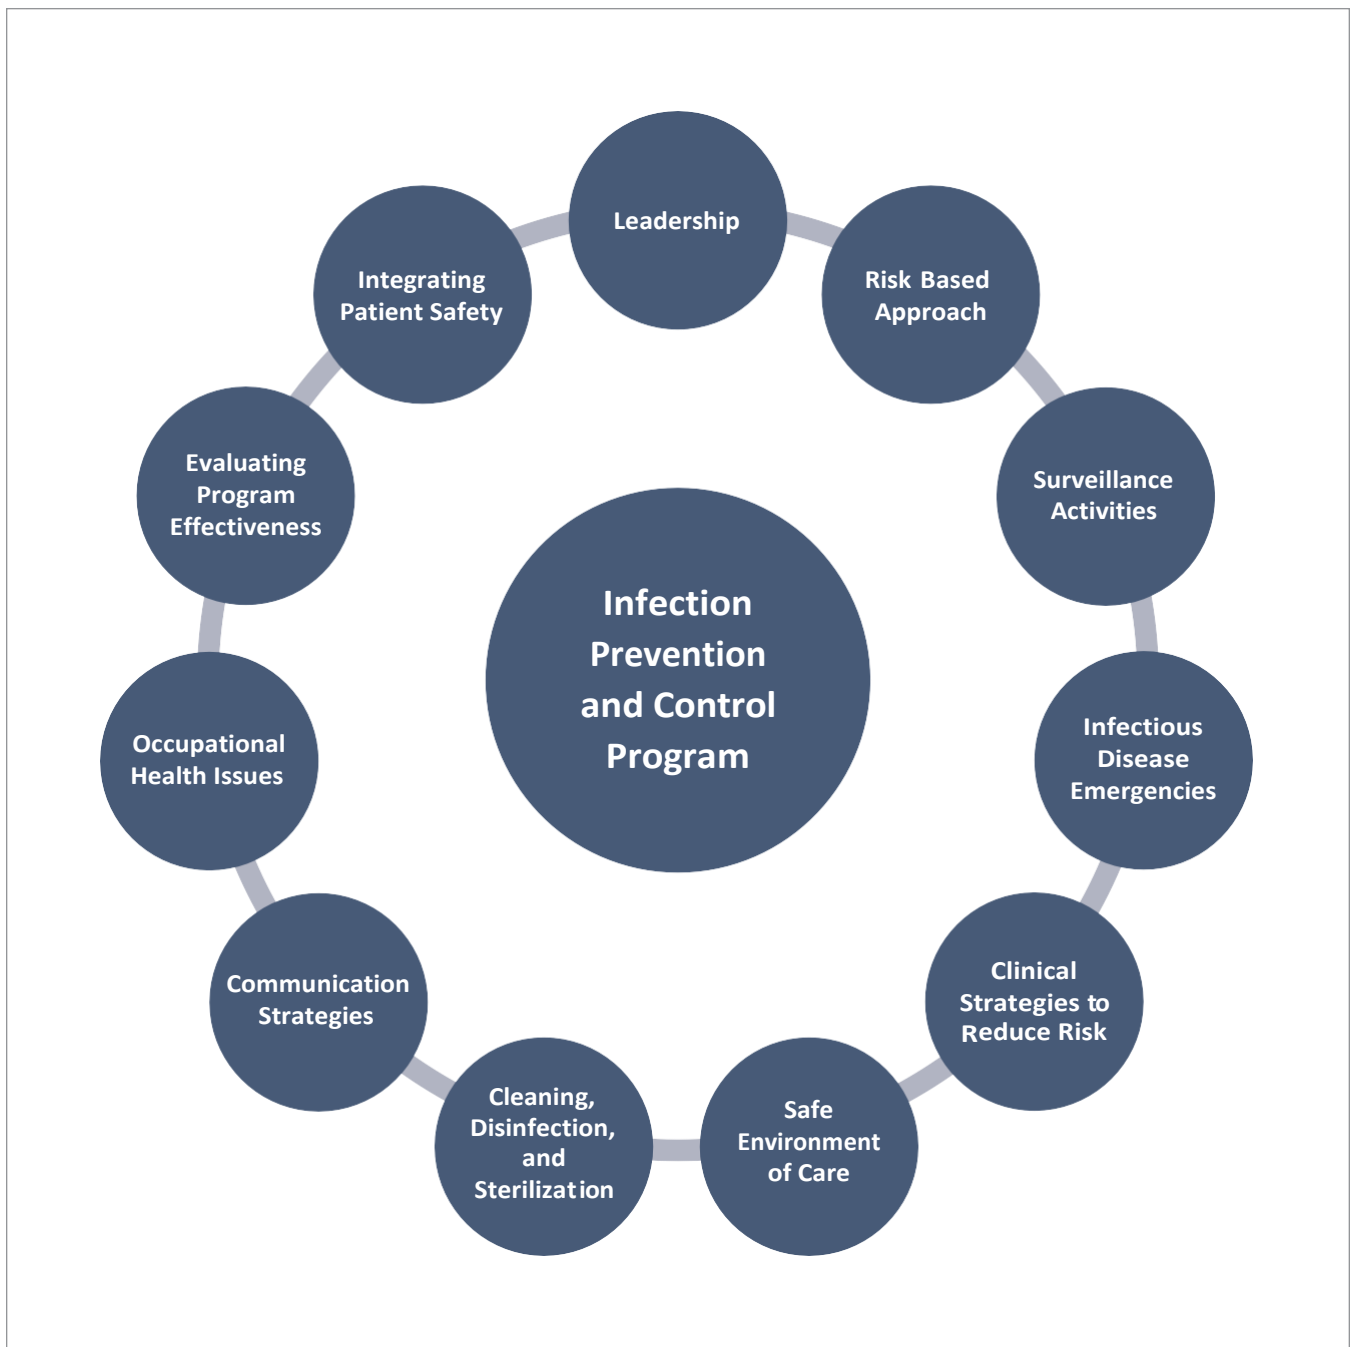 Leadership
Risk Based
Approach
Surveillance
Activities
Infectious
Disease
Emergencies
Clinical
Strategies to
Reduce Risk
Safe
Environment
of Care
Cleaning,
Disinfection,
and
Sterilization
Communication
Strategies
Occupational
Health Issues
Evaluating
Program
Effectiveness
Integrating
Patient Safety
Infection
Prevention
and Control
Program